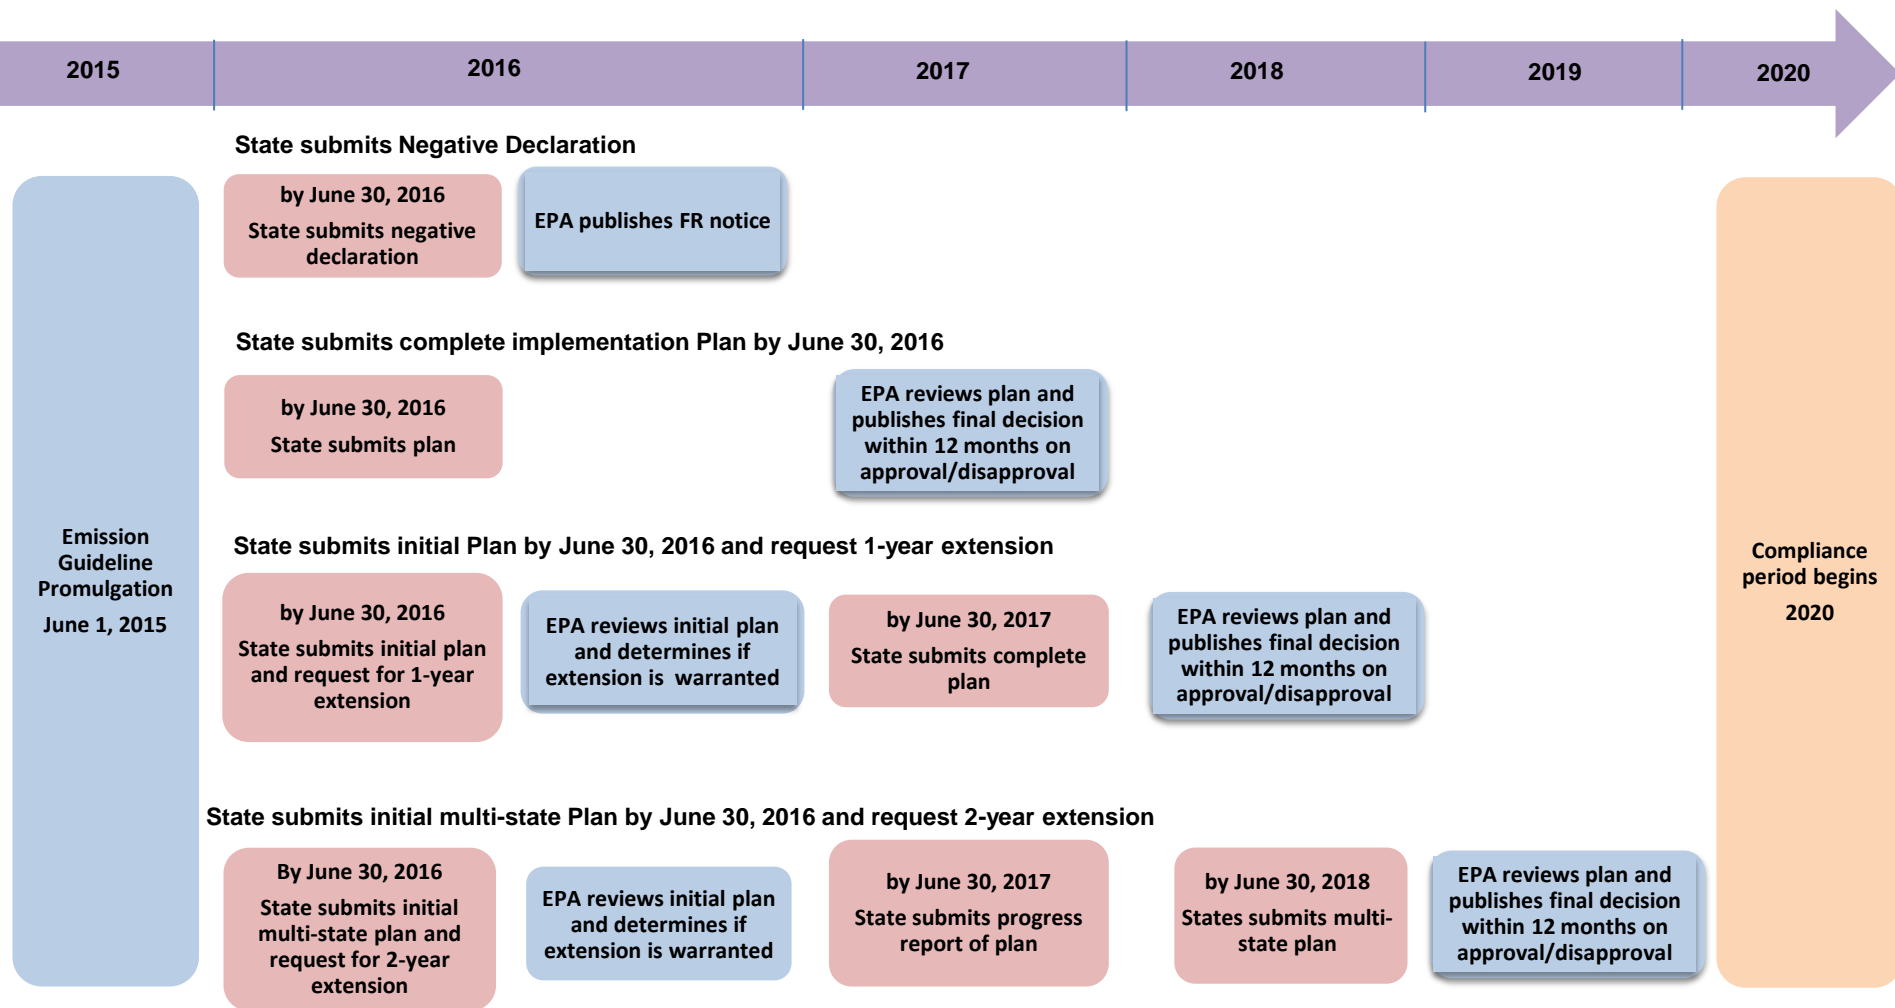 2015
2016
2017
2018
2019
2020
Emission
Guideline
Promulgation
June 1, 2015
State submits Negative Declaration
by June 30, 2016
State submits negative
declaration
EPA publishes FR notice
State submits complete implementation Plan by June 30, 2016
by June 30, 2016
State submits plan
EPA reviews plan and
publishes final decision
within 12 months on
approval/disapproval
State submits initial Plan by June 30, 2016 and request 1-year extension
by June 30, 2016
State submits initial plan
and request for 1-year
extension
EPA reviews initial plan
and determines if
extension is  warranted
by June 30, 2017
State submits complete
plan
EPA reviews plan and
publishes final decision
within 12 months on
approval/disapproval
State submits initial multi-state Plan by June 30, 2016 and request 2-year extension
By June 30, 2016
State submits initial
multi-state plan and
request for 2-year
extension
EPA reviews initial plan
and determines if
extension is warranted
by June 30, 2017
State submits progress
report of plan
by June 30, 2018
States submits multi-
state plan
EPA reviews plan and
publishes final decision
within 12 months on
approval/disapproval
Compliance
period begins
2020